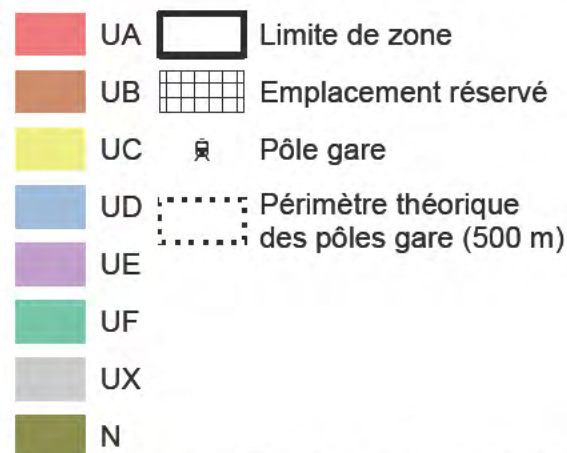 UA
UB
UC
UD
UE
UF
UX
N
Limite de zone
Emplacement réservé
Pôle gare
Périmètre théorique
des pôles gare (500 m)